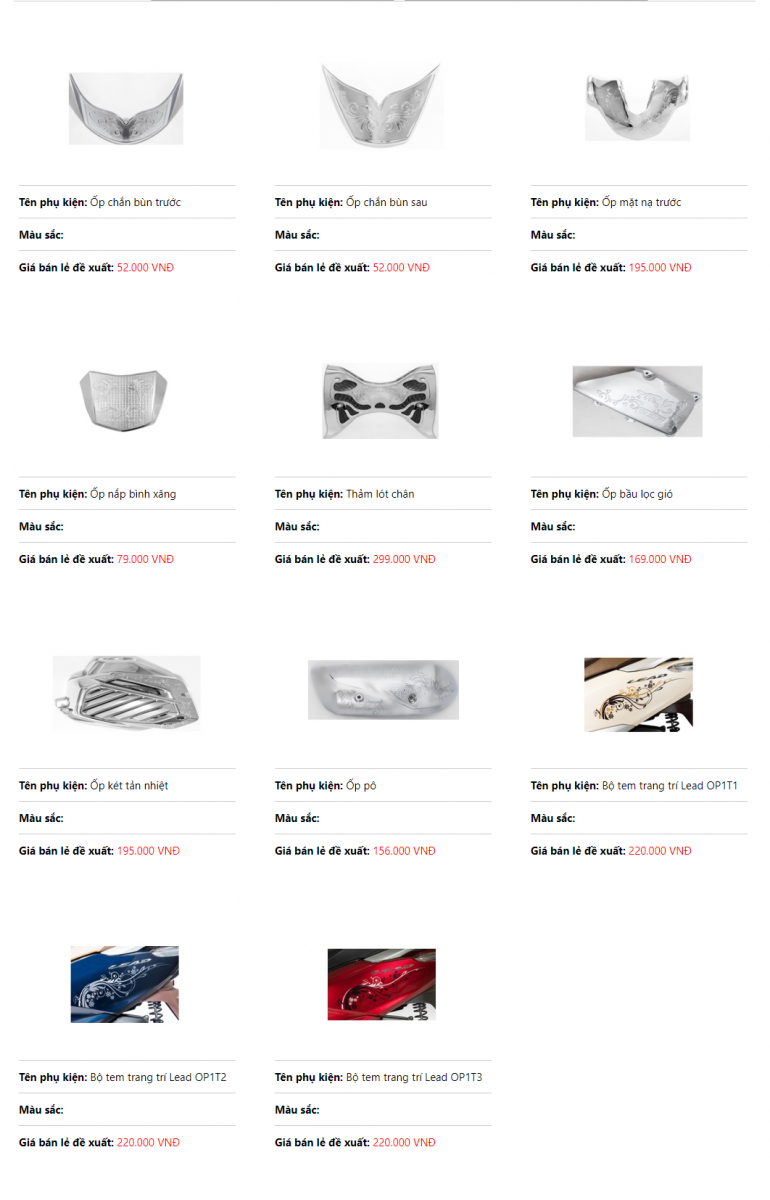 Tên phụ kiện: Ốp chắn bùn trước
Màu sắc:
Giá bán lẻ đề xuất: 52.000 VNĐ
Tên phụ kiện: Ốp chắn bùn sau
Màu sắc:
Giá bán lẻ đề xuất: 52.000 VNĐ
Tên phụ kiện: Ốp mặt nạ trước
Màu sắc:
Giá bán lẻ đề xuất: 195.000 VNĐ
Tên phụ kiện: Ốp nắp bình xăng
Màu sắc:
Giá bán lẻ đề xuất: 79.000 VNĐ
Tên phụ kiện: Thảm lót chân
Màu sắc:
Giá bán lẻ đề xuất: 299.000 VNĐ
Tên phụ kiện: Ốp bầu lọc gió
Màu sắc:
Giá bán lẻ đề xuất: 169.000 VNĐ
Tên phụ kiện: Ốp két tản nhiệt
Màu sắc:
Giá bán lẻ đề xuất: 195.000 VNĐ
Tên phụ kiện: Ốp pô
Màu sắc:
Giá bán lẻ đề xuất: 156.000 VNĐ
LEAD
Tên phụ kiện: Bộ tem trang trí Lead OP1T1
Màu sắc:
Giá bán lẻ đề xuất: 220.000 VNĐ
LEAD
Tên phụ kiện: Bộ tem trang trí Lead OP1T2
Màu sắc:
Giá bán lẻ đề xuất: 220.000 VNĐ
LEAD
Tên phụ kiện: Bộ tem trang trí Lead OP1T3
Màu sắc:
Giá bán lẻ đề xuất: 220.000 VNĐ